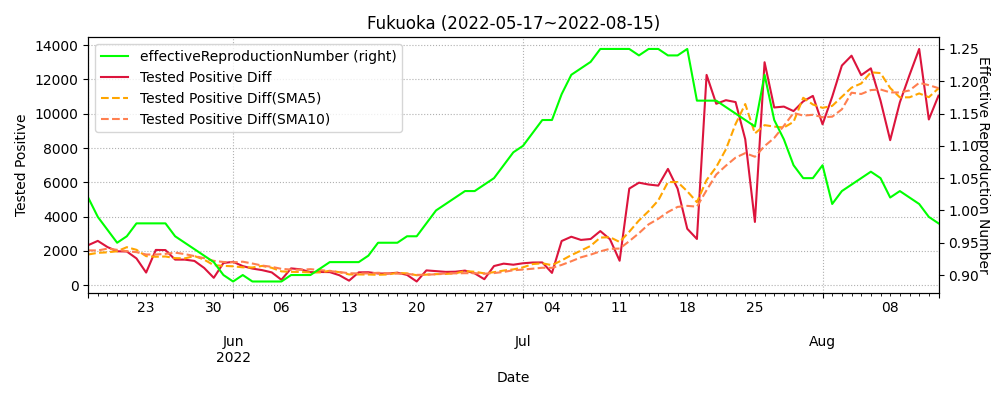 Fukuoka (2022-05-17~2022-08-15)
effectiveReproductionNumber (right)
Tested Positive Diff
Tested Positive Diff(SMA5)
Tested Positive Diff(SMA10)
Tested Positive
14000
12000
10000
8000
6000
4000
2000
0
1.25
1.20
1.15
1.10
1.05
1.00
0.95
0.90
Effective Reproduction Number
23 30 06 13 20 27 04 11 18 25 08
Jun Jul Aug
2022
Date